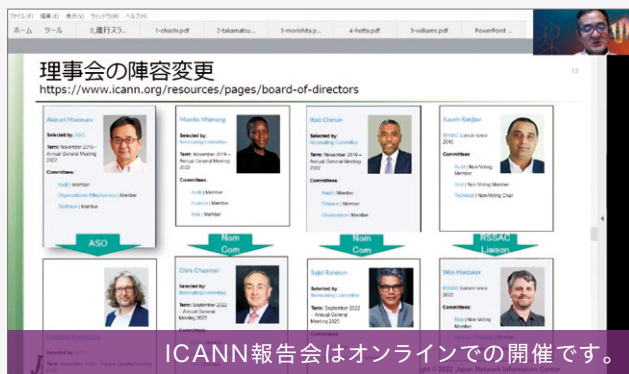 ファイル(F) 編集(E) 表示(V) ウィンドウ(W) ヘルプ(H)
ホーム ツール 0_進行スラ... 1-ohashi.pdf 2-takamatsu... 3-morishita.p... 4-hotta.pdf 5-williams.pdf PowerPoint ...
理事会の陣容変更
13
https://www.icann.org/resources/pages/board-of-directors
Akinori Maemura
Selected by: ASO
Term: November 2016 – Annual General Meeting 2022
Committees:
Audit | Member
Organizational Effectiveness | Member
Technical | Member
ASO
Mandla Msimang
Selected by:
Nominating Committee
Term: November 2019 – Annual General Meeting 2022
Committees:
Audit | Member
Finance | Member
Risk | Member
Nom
Com
Ihab Osman
Selected by:
Nominating Committee
Term: November 2019 – Annual General Meeting 2022
Committees:
Audit | Member
Finance | Member
Governance | Member
Nom
Com
Kaveh Ranjbar
RSSAC Liaison since
Committees:
Audit | Non-Voting Member
Risk | Non-Voting Member
Technical | Non-Voting Chair
RSSAC
Liaison
Chris Chapman
Selected by:
Nominating Committee
Term: September 2022 – Annual General Meeting 2025
Sajid Rahman
Selected by:
Nominating Committee
Term: September 2022 – Annual General Meeting 2025
Wes Hardaker
RSSAC Liaison since 2022
Committees:
Risk | Non-Voting Member
ICANN報告会はオンラインでの開催です。
© 2022 Japan Network Information Center